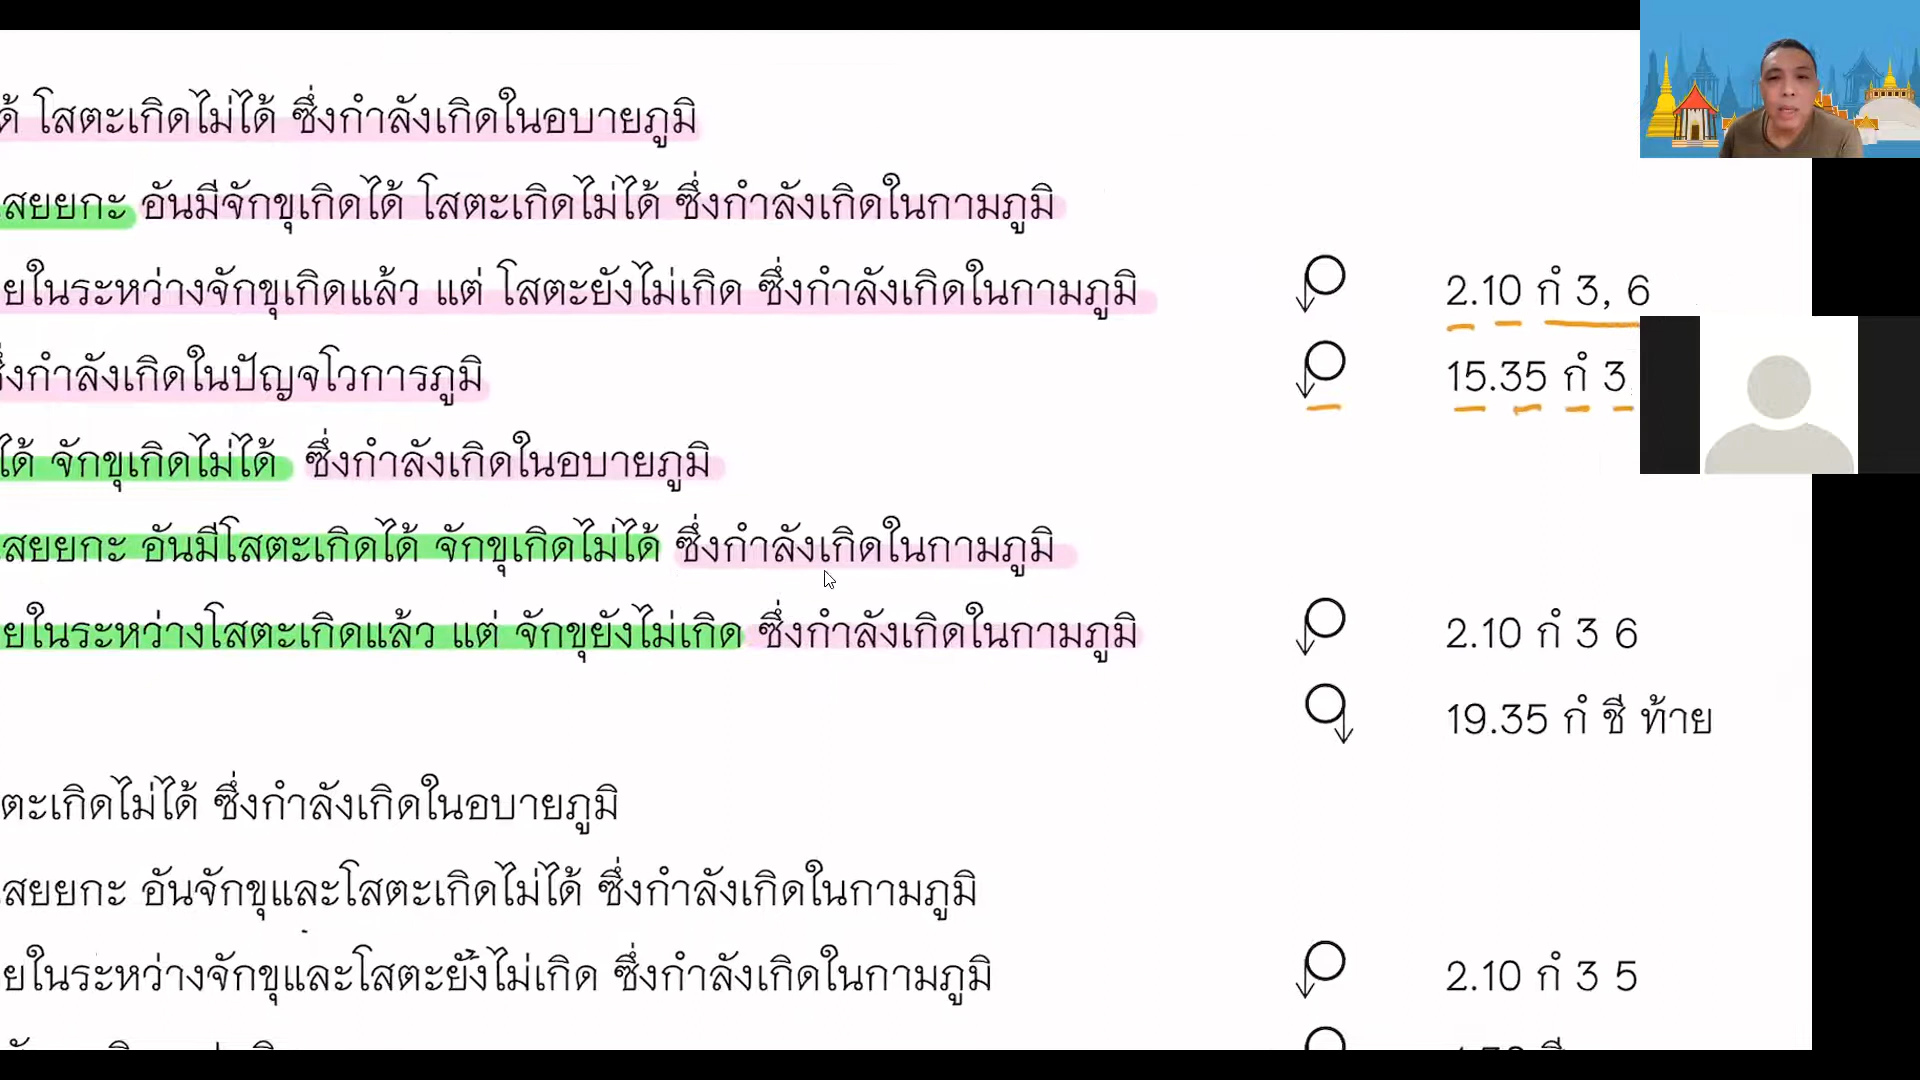 โสตะเกิดไม่ได้ ซึ่งกำลังเกิดในอบายภูมิ
เสยยกะ อันมีจักขุเกิดได้ โสตะเกิดไม่ได้ ซึ่งกำลังเกิดในกามภูมิ
ยในระหว่างจักขุเกิดแล้ว แต่ โสตะยังไม่เกิด ซึ่งกำลังเกิดในกามภูมิ 2.10 กํ 3, 6
ซึ่งกำลังเกิดในปัญจโวการภูมิ 15.35 กํ 3
ได้ จักขุเกิดไม่ได้ ซึ่งกำลังเกิดในอบายภูมิ
เสยยกะ อันมีโสตะเกิดได้ จักขุเกิดไม่ได้ ซึ่งกำลังเกิดในกามภูมิ
ยในระหว่างโสตะเกิดแล้ว แต่ จักขุยังไม่เกิด ซึ่งกำลังเกิดในกามภูมิ 2.10 กํ 3 6
19.35 กํ ชี ท้าย
ตะเกิดไม่ได้ ซึ่งกำลังเกิดในอบายภูมิ
เสยยกะ อันจักขุและโสตะเกิดไม่ได้ ซึ่งกำลังเกิดในกามภูมิ
ยในระหว่างจักขุและโสตะยังไม่เกิด ซึ่งกำลังเกิดในกามภูมิ 2.10 กํ 3 5